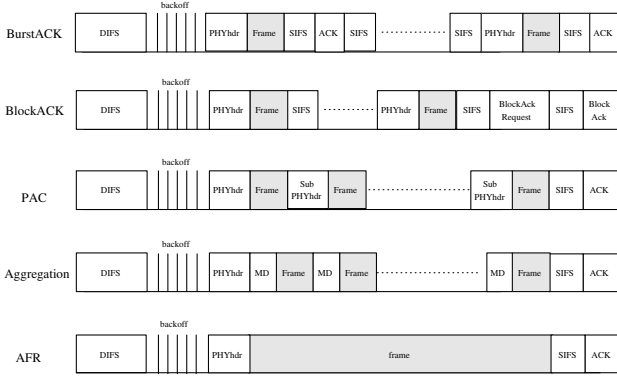 backoff
BurstACK DIFS PHYhdr Frame SIFS ACK SIFS SIFS PHYhdr Frame SIFS ACK
backoff
BlockACK DIFS PHYhdr Frame SIFS PHYhdr Frame SIFS BlockAck Request SIFS Block Ack
backoff
PAC DIFS PHYhdr Frame Sub PHYhdr Frame Sub PHYhdr Frame SIFS ACK
backoff
Aggregation DIFS PHYhdr MD Frame MD Frame MD Frame SIFS ACK
backoff
AFR DIFS PHYhdr frame SIFS ACK